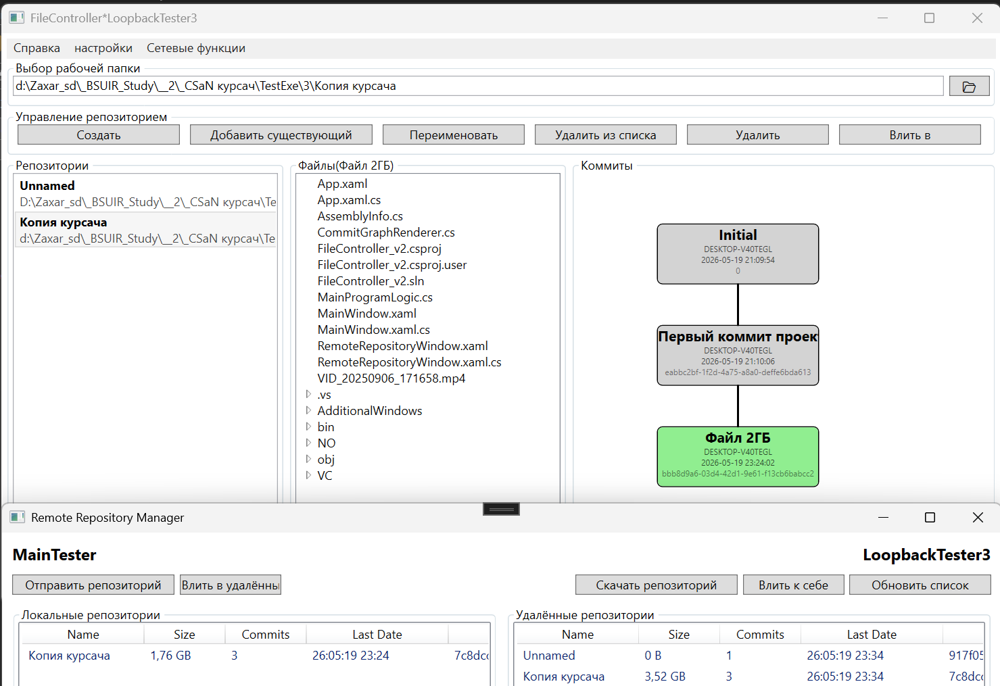 FileController*LoopbackTester3
Справка настройки Сетевые функции
Выбор рабочей папки
d:\Zaxar_sd\_BSUIR_Study\__2\_CSaN курсач\TestExe\3\Копия курсача
Управление репозиторием
Создать Добавить существующий Переименовать Удалить из списка Удалить Влить в
Репозитории
Unnamed
D:\Zaxar_sd\_BSUIR_Study\__2\_CSaN курсач\Te
Копия курсача
d:\Zaxar_sd\_BSUIR_Study\__2\_CSaN курсач\Te
Файлы(Файл 2ГБ)
App.xaml
App.xaml.cs
AssemblyInfo.cs
CommitGraphRenderer.cs
FileController_v2.csproj
FileController_v2.csproj.user
FileController_v2.sln
MainProgramLogic.cs
MainWindow.xaml
MainWindow.xaml.cs
RemoteRepositoryWindow.xaml
RemoteRepositoryWindow.xaml.cs
VID_20250906_171658.mp4
.vs
AdditionalWindows
bin
NO
obj
VC
Коммиты
Initial
DESKTOP-V40TEGL
2026-05-19 21:09:54
0
Первый коммит проек
DESKTOP-V40TEGL
2026-05-19 21:10:06
eabbc2bf-1f2d-4a75-a8a0-deffe6bda613
Файл 2ГБ
DESKTOP-V40TEGL
2026-05-19 23:24:02
bbb8d9a6-03d4-42d1-9e61-f13cb6babcc2
Remote Repository Manager
MainTester
LoopbackTester3
Отправить репозиторий Влить в удалённы
Скачать репозиторий Влить к себе Обновить список
Локальные репозитории
Name Size Commits Last Date
Копия курсача 1,76 GB 3 26:05:19 23:24 7c8dc
Удалённые репозитории
Name Size Commits Last Date
Unnamed 0 B 1 26:05:19 23:34 917f05
Копия курсача 3,52 GB 3 26:05:19 23:34 7c8dc